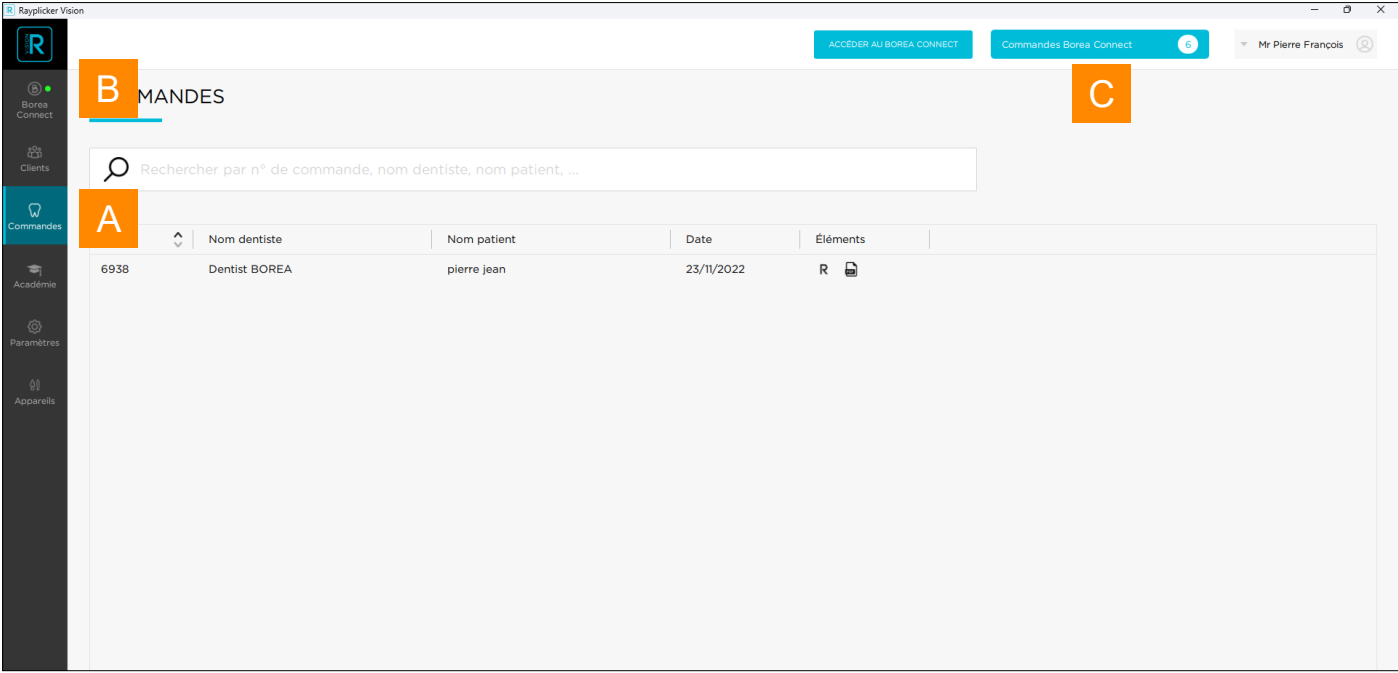 Rayplicker Vision
VISION R
ACCÉDER AU BOREA CONNECT
Commandes Borea Connect 6
Mr Pierre François
Borea
Connect
Clients
Commandes
Académie
Paramètres
Appareils
B
MANDES
C
Rechercher par n° de commande, nom dentiste, nom patient, ...
A
Nom dentiste Nom patient Date Éléments
6938 Dentist BOREA pierre jean 23/11/2022 R PDF